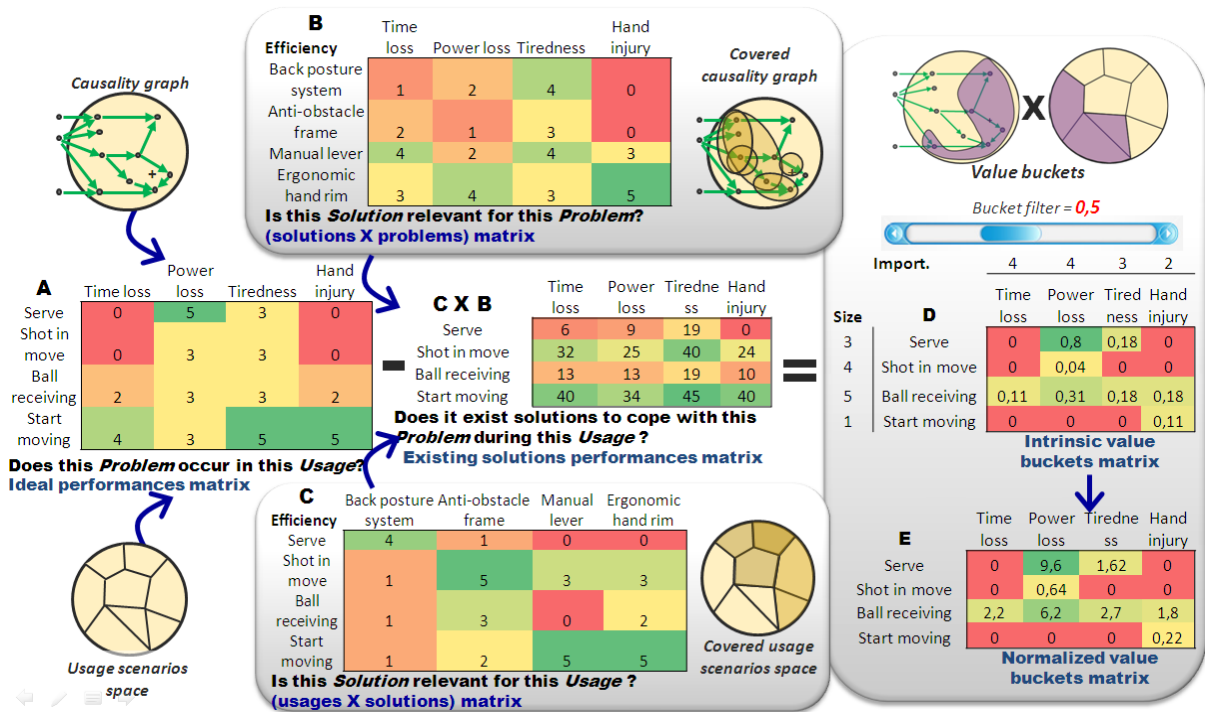 Causality graph
B
Efficiency
Time loss Power loss Tiredness Hand injury
Back posture system 1 2 4 0
Anti-obstacle frame 2 1 3 0
Manual lever 4 2 4 3
Ergonomic hand rim 3 4 3 5
Is this Solution relevant for this Problem?
(solutions X problems) matrix
Covered causality graph
+
+
X
Value buckets
Bucket filter = 0,5
A
Time loss Power loss Tiredness Hand injury
Serve 0 5 3 0
Shot in move 0 3 3 0
Ball receiving 2 3 3 2
Start moving 4 3 5 5
Does this Problem occur in this Usage?
Ideal performances matrix
-
C X B
Time loss Power loss Tiredne ss Hand injury
Serve 6 9 19 0
Shot in move 32 25 40 24
Ball receiving 13 13 19 10
Start moving 40 34 45 40
Does it exist solutions to cope with this
Problem during this Usage ?
Existing solutions performances matrix
=
Import. 4 4 3 2
Size D Time loss Power loss Tired ness Hand injury
3 Serve 0 0,8 0,18 0
4 Shot in move 0 0,04 0 0
5 Ball receiving 0,11 0,31 0,18 0,18
1 Start moving 0 0 0 0,11
Intrinsic value
buckets matrix
C
Efficiency
Back posture system Anti-obstacle frame Manual lever Ergonomic hand rim
Serve 4 1 0 0
Shot in move 1 5 3 3
Ball receiving 1 3 0 2
Start moving 1 2 5 5
Is this Solution relevant for this Usage ?
(usages X solutions) matrix
Covered usage
scenarios space
Usage scenarios
space
E
Time loss Power loss Tiredne ss Hand injury
Serve 0 9,6 1,62 0
Shot in move 0 0,64 0 0
Ball receiving 2,2 6,2 2,7 1,8
Start moving 0 0 0 0,22
Normalized value
buckets matrix